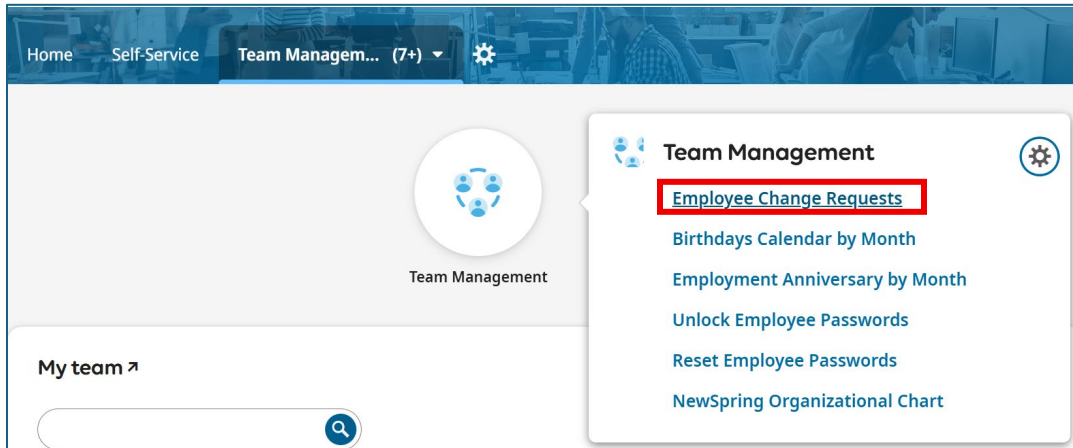 Home Self-Service Team Managem... (7+)
Team Management
Employee Change Requests
Birthdays Calendar by Month
Employment Anniversary by Month
Unlock Employee Passwords
Reset Employee Passwords
NewSpring Organizational Chart
Team Management
My team